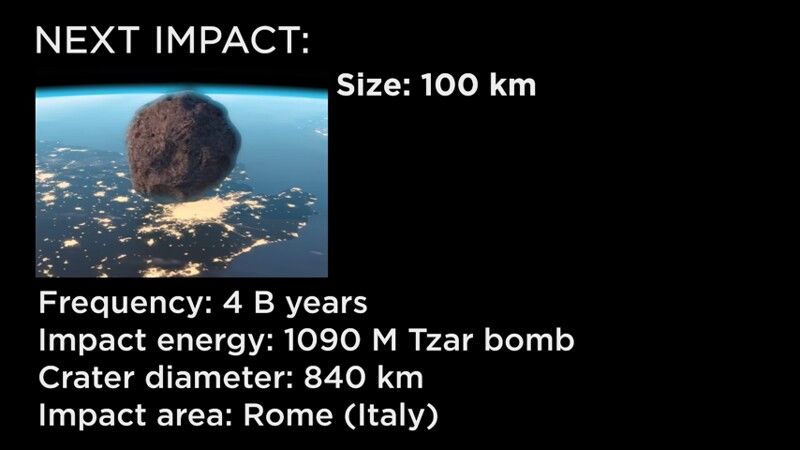 NEXT IMPACT:
Size: 100 km
Frequency: 4 B years
Impact energy: 1090 M Tzar bomb
Crater diameter: 840 km
Impact area: Rome (Italy)